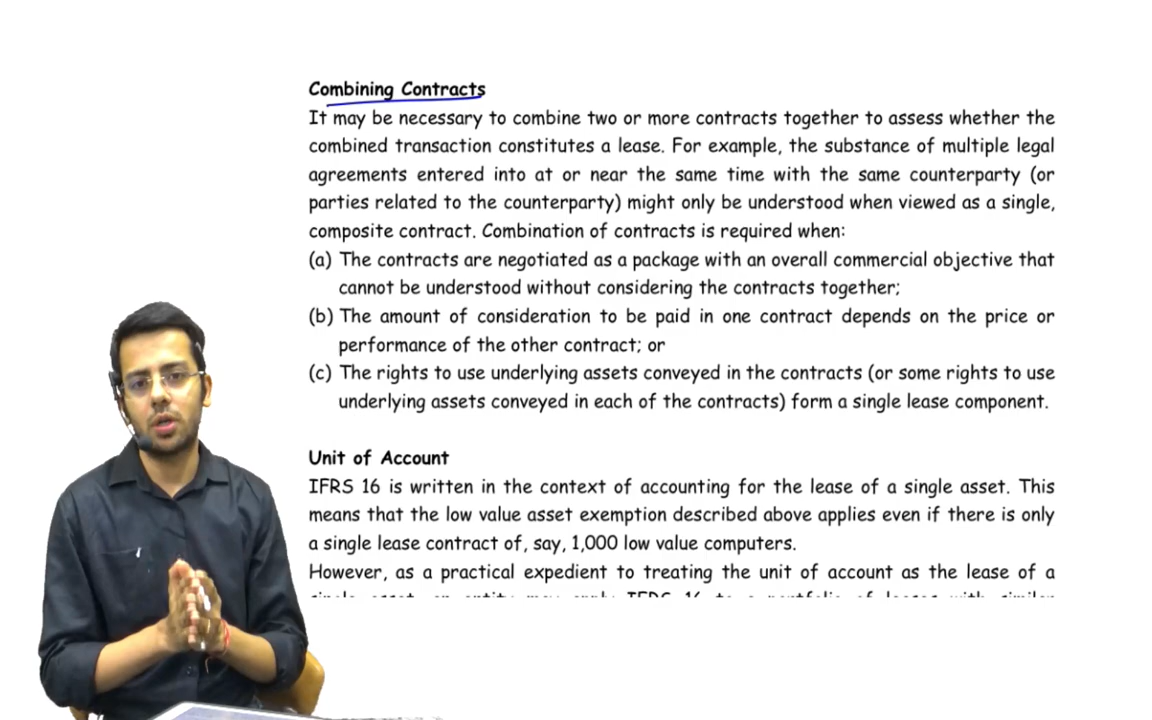 Combining Contracts
It may be necessary to combine two or more contracts together to assess whether the
combined transaction constitutes a lease. For example, the substance of multiple legal
agreements entered into at or near the same time with the same counterparty (or
parties related to the counterparty) might only be understood when viewed as a single,
composite contract. Combination of contracts is required when:
(a) The contracts are negotiated as a package with an overall commercial objective that
cannot be understood without considering the contracts together;
(b) The amount of consideration to be paid in one contract depends on the price or
performance of the other contract; or
(c) The rights to use underlying assets conveyed in the contracts (or some rights to use
underlying assets conveyed in each of the contracts) form a single lease component.
Unit of Account
IFRS 16 is written in the context of accounting for the lease of a single asset. This
means that the low value asset exemption described above applies even if there is only
a single lease contract of, say, 1,000 low value computers.
However, as a practical expedient to treating the unit of account as the lease of a